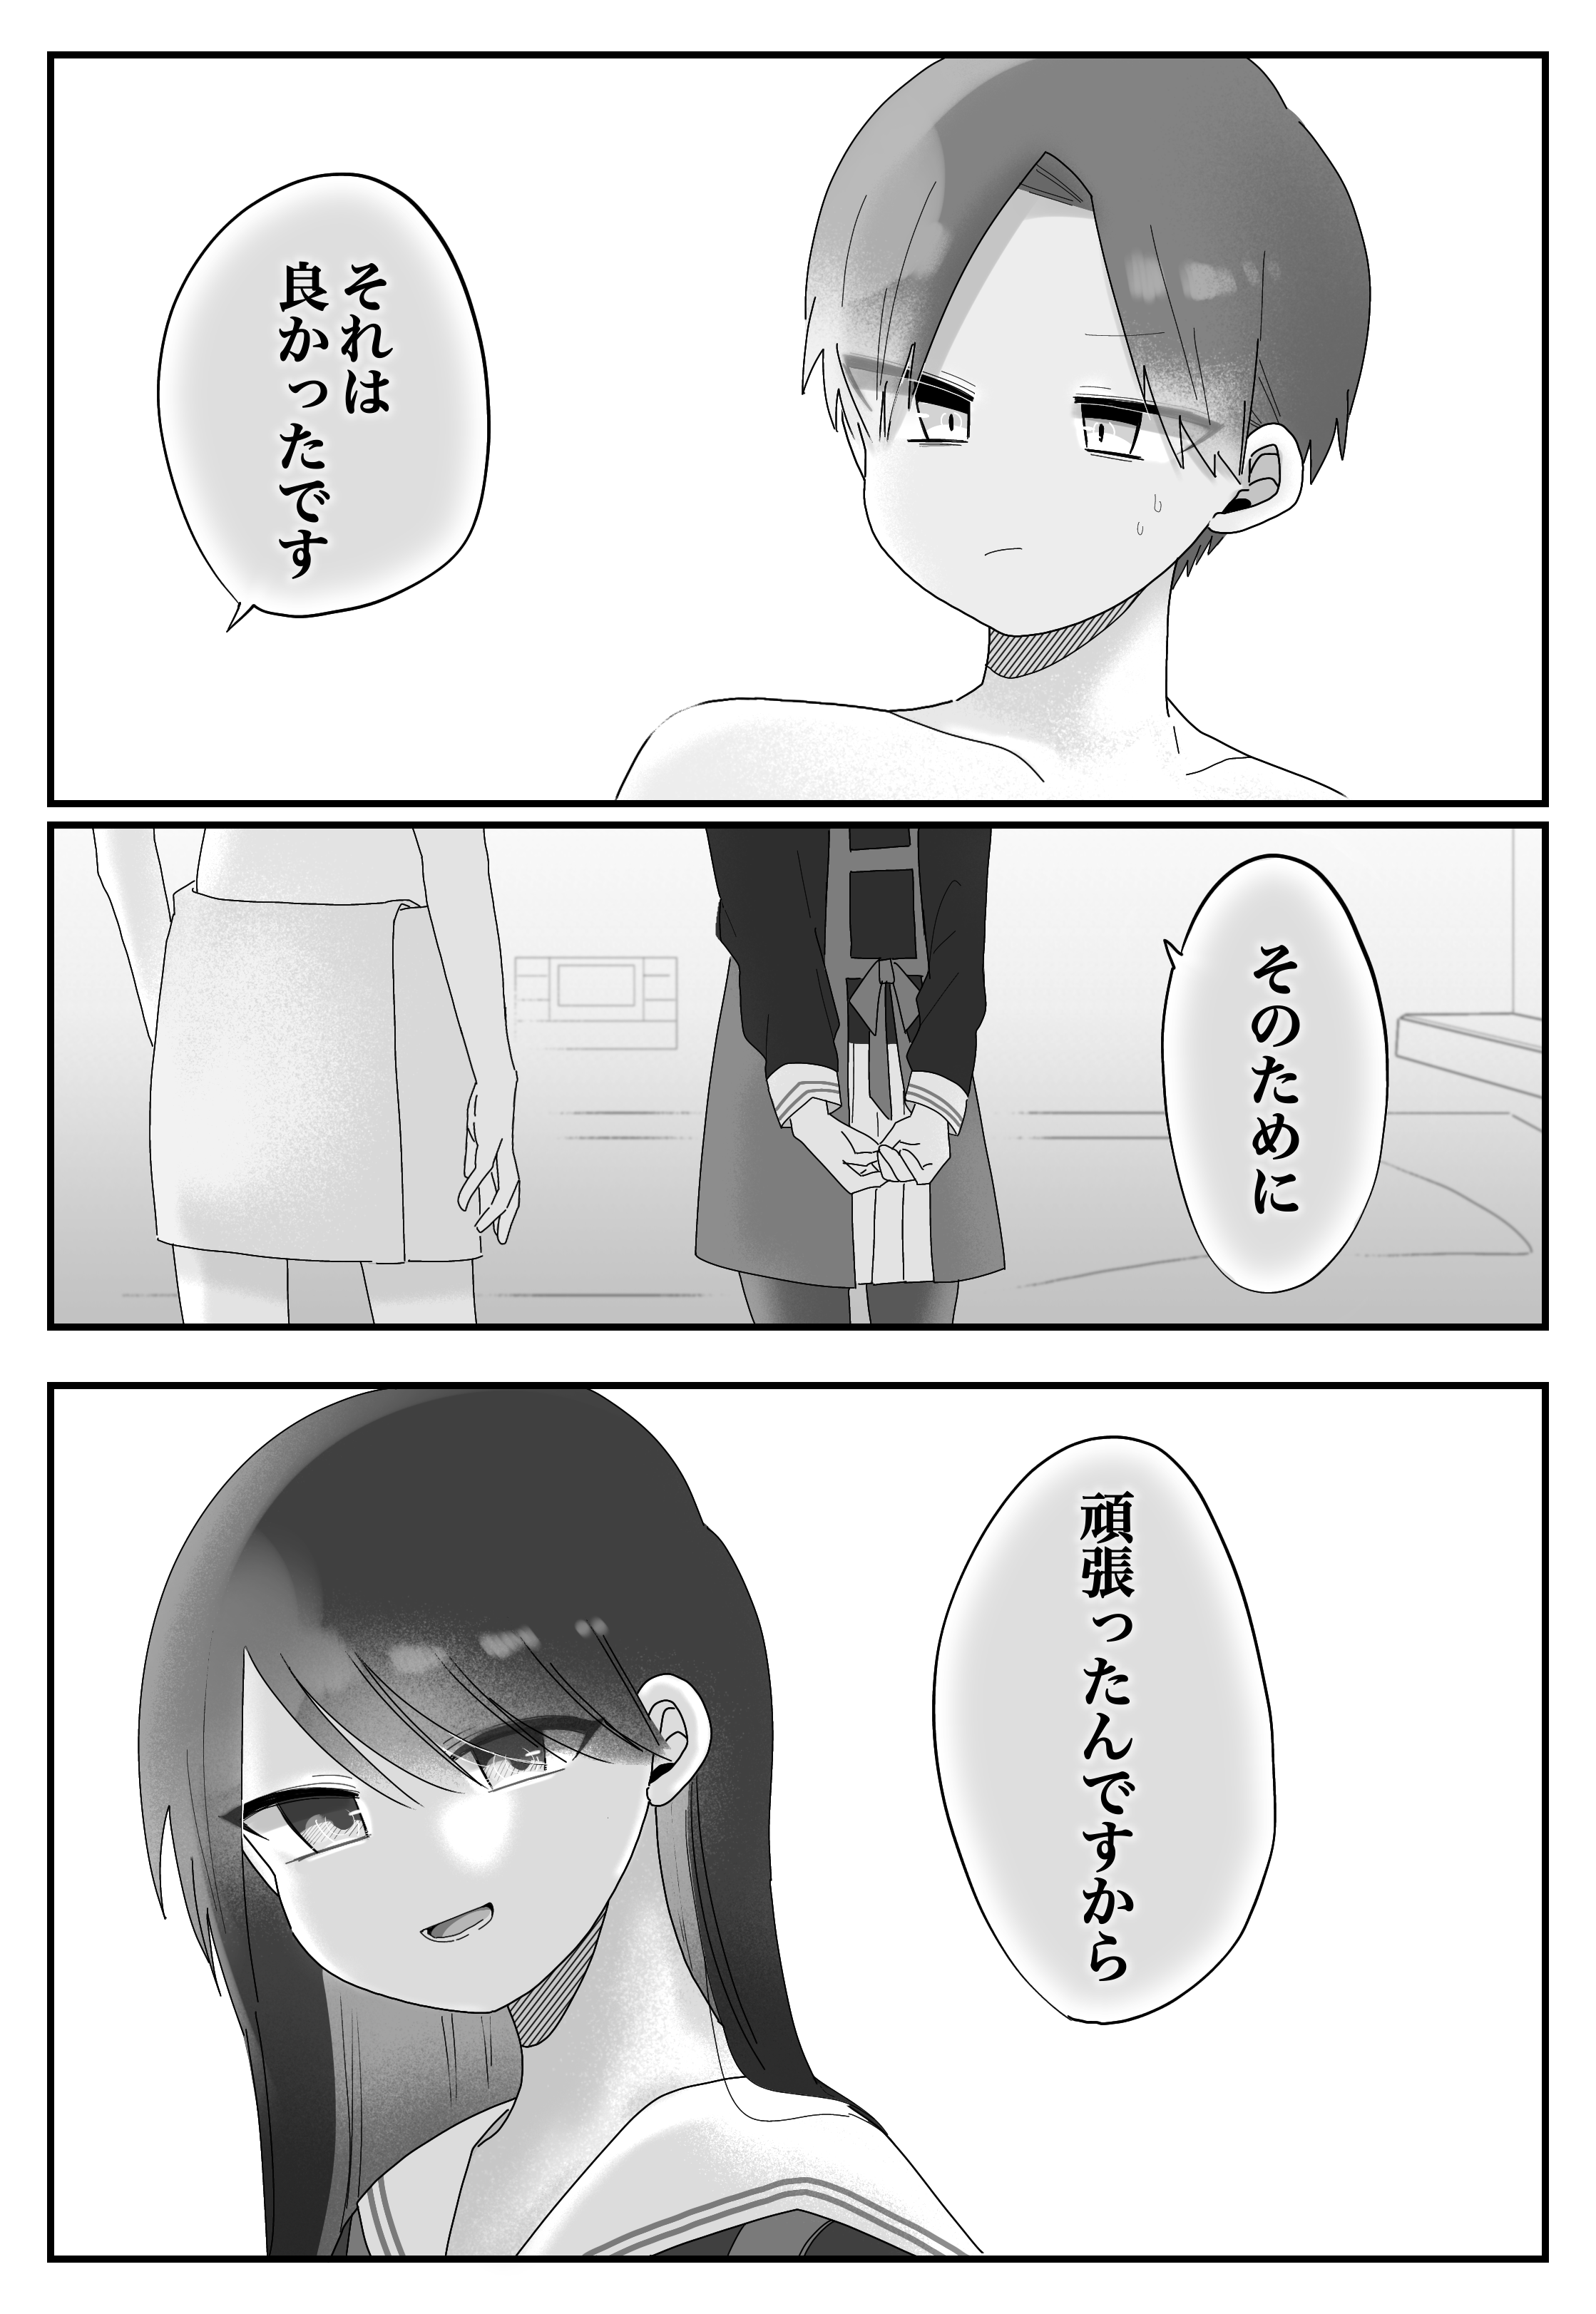 それは
良かったです
そのために
頑張ったんですから